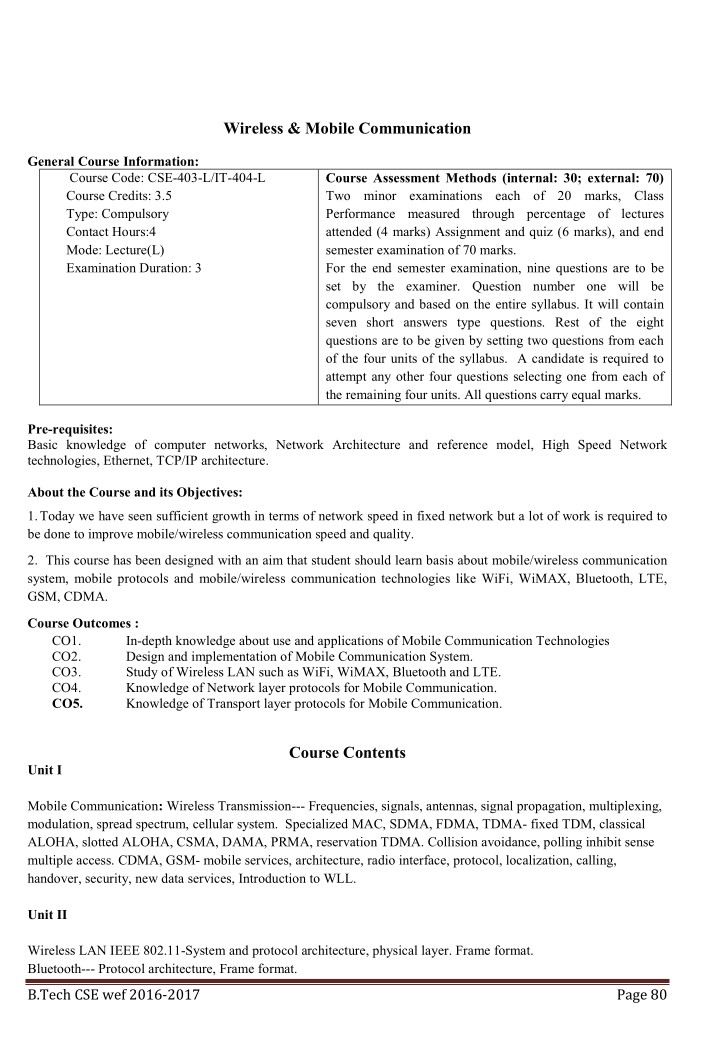 Wireless & Mobile Communication
General Course Information:
Course Code: CSE-403-L/IT-404-L
Course Credits: 3.5
Type: Compulsory
Contact Hours:4
Mode: Lecture(L)
Examination Duration: 3
Course Assessment Methods (internal: 30; external: 70)
Two minor examinations each of 20 marks, Class
Performance measured through percentage of lectures
attended (4 marks) Assignment and quiz (6 marks), and end
semester examination of 70 marks.
For the end semester examination, nine questions are to be
set by the examiner. Question number one will be
compulsory and based on the entire syllabus. It will contain
seven short answers type questions. Rest of the eight
questions are to be given by setting two questions from each
of the four units of the syllabus. A candidate is required to
attempt any other four questions selecting one from each of
the remaining four units. All questions carry equal marks.
Pre-requisites:
Basic knowledge of computer networks, Network Architecture and reference model, High Speed Network
technologies, Ethernet, TCP/IP architecture.
About the Course and its Objectives:
1. Today we have seen sufficient growth in terms of network speed in fixed network but a lot of work is required to
be done to improve mobile/wireless communication speed and quality.
2. This course has been designed with an aim that student should learn basis about mobile/wireless communication
system, mobile protocols and mobile/wireless communication technologies like WiFi, WiMAX, Bluetooth, LTE,
GSM, CDMA.
Course Outcomes :
CO1. In-depth knowledge about use and applications of Mobile Communication Technologies
CO2. Design and implementation of Mobile Communication System.
CO3. Study of Wireless LAN such as WiFi, WiMAX, Bluetooth and LTE.
CO4. Knowledge of Network layer protocols for Mobile Communication.
CO5. Knowledge of Transport layer protocols for Mobile Communication.
Course Contents
Unit I
Mobile Communication: Wireless Transmission--- Frequencies, signals, antennas, signal propagation, multiplexing,
modulation, spread spectrum, cellular system. Specialized MAC, SDMA, FDMA, TDMA- fixed TDM, classical
ALOHA, slotted ALOHA, CSMA, DAMA, PRMA, reservation TDMA. Collision avoidance, polling inhibit sense
multiple access. CDMA, GSM- mobile services, architecture, radio interface, protocol, localization, calling,
handover, security, new data services, Introduction to WLL.
Unit II
Wireless LAN IEEE 802.11-System and protocol architecture, physical layer. Frame format.
Bluetooth--- Protocol architecture, Frame format.
B.Tech CSE wef 2016-2017 Page 80